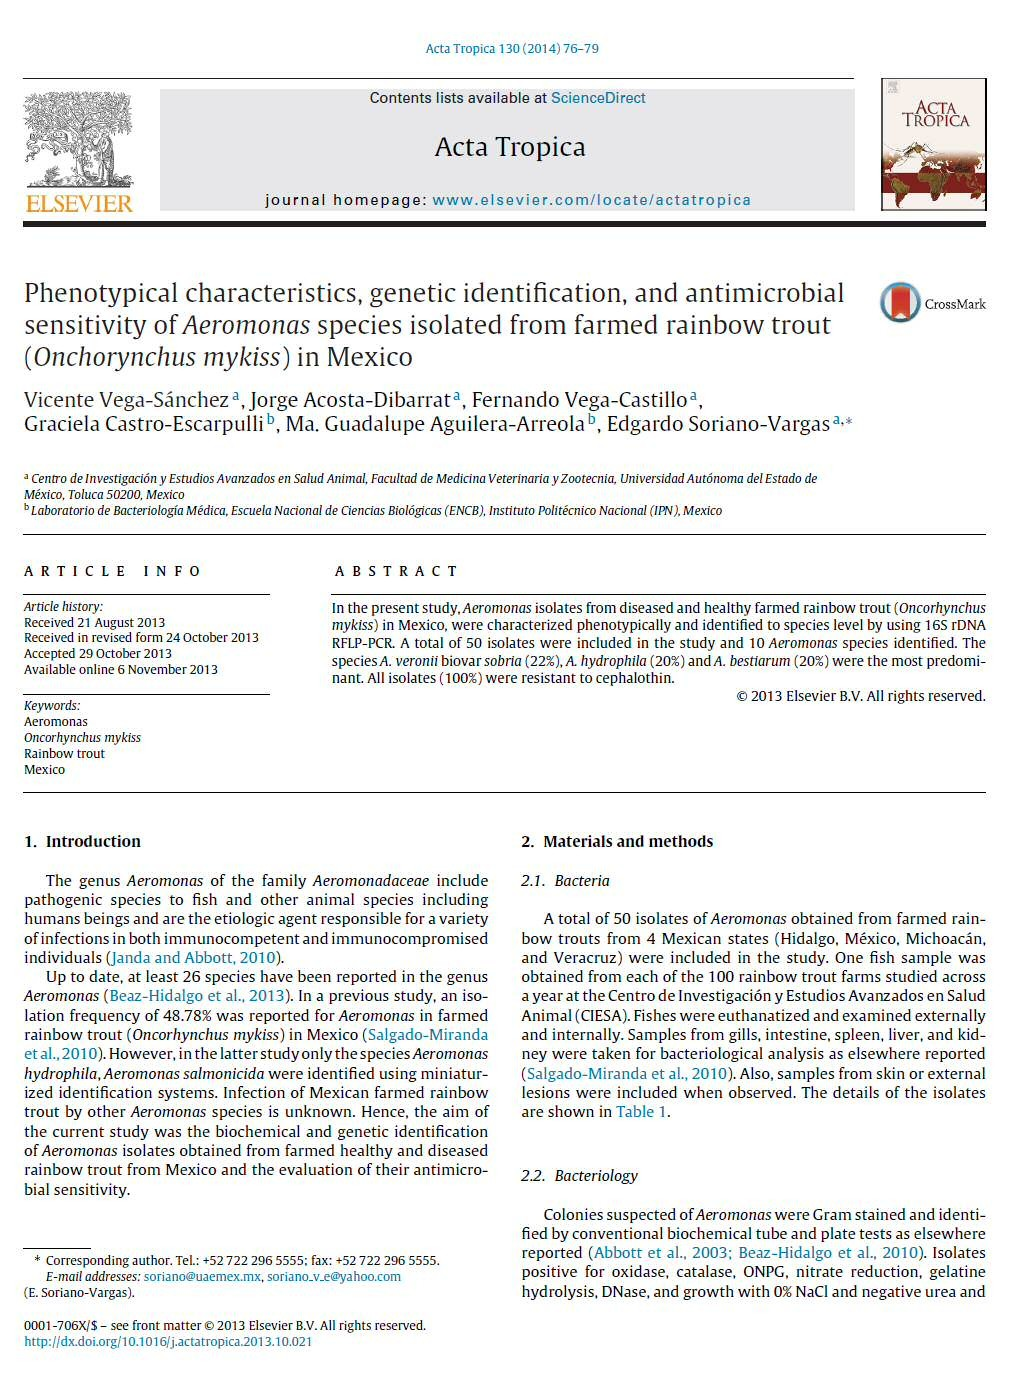 Acta Tropica 130 (2014) 76–79
Contents lists available at ScienceDirect
Acta Tropica
journal homepage: www.elsevier.com/locate/actatropica
ELSEVIER
ACTA
TROPICA
Phenotypical characteristics, genetic identification, and antimicrobial
sensitivity of Aeromonas species isolated from farmed rainbow trout
(Onchorynchus mykiss) in Mexico
CrossMark
Vicente Vega-Sánchez a, Jorge Acosta-Dibarrat a, Fernando Vega-Castillo a,
Graciela Castro-Escarpulli b, Ma. Guadalupe Aguilera-Arreola b, Edgardo Soriano-Vargas a,∗
a Centro de Investigación y Estudios Avanzados en Salud Animal, Facultad de Medicina Veterinaria y Zootecnia, Universidad Autónoma del Estado de
México, Toluca 50200, Mexico
b Laboratorio de Bacteriología Médica, Escuela Nacional de Ciencias Biológicas (ENCB), Instituto Politécnico Nacional (IPN), Mexico
ARTICLE INFO
Article history:
Received 21 August 2013
Received in revised form 24 October 2013
Accepted 29 October 2013
Available online 6 November 2013
Keywords:
Aeromonas
Oncorhynchus mykiss
Rainbow trout
Mexico
ABSTRACT
In the present study, Aeromonas isolates from diseased and healthy farmed rainbow trout (Oncorhynchus
mykiss) in Mexico, were characterized phenotypically and identified to species level by using 16S rDNA
RFLP-PCR. A total of 50 isolates were included in the study and 10 Aeromonas species identified. The
species A. veronii biovar sobria (22%), A. hydrophila (20%) and A. bestiarum (20%) were the most predomi-
nant. All isolates (100%) were resistant to cephalothin.
© 2013 Elsevier B.V. All rights reserved.
1. Introduction
The genus Aeromonas of the family Aeromonadaceae include
pathogenic species to fish and other animal species including
humans beings and are the etiologic agent responsible for a variety
of infections in both immunocompetent and immunocompromised
individuals (Janda and Abbott, 2010).
Up to date, at least 26 species have been reported in the genus
Aeromonas (Beaz-Hidalgo et al., 2013). In a previous study, an iso-
lation frequency of 48.78% was reported for Aeromonas in farmed
rainbow trout (Oncorhynchus mykiss) in Mexico (Salgado-Miranda
et al., 2010). However, in the latter study only the species Aeromonas
hydrophila, Aeromonas salmonicida were identified using miniatur-
ized identification systems. Infection of Mexican farmed rainbow
trout by other Aeromonas species is unknown. Hence, the aim of
the current study was the biochemical and genetic identification
of Aeromonas isolates obtained from farmed healthy and diseased
rainbow trout from Mexico and the evaluation of their antimicro-
bial sensitivity.
∗ Corresponding author. Tel.: +52 722 296 5555; fax: +52 722 296 5555.
E-mail addresses: soriano@uaemex.mx, soriano_v_e@yahoo.com
(E. Soriano-Vargas).
2. Materials and methods
2.1. Bacteria
A total of 50 isolates of Aeromonas obtained from farmed rain-
bow trouts from 4 Mexican states (Hidalgo, México, Michoacán,
and Veracruz) were included in the study. One fish sample was
obtained from each of the 100 rainbow trout farms studied across
a year at the Centro de Investigación y Estudios Avanzados en Salud
Animal (CIESA). Fishes were euthanatized and examined externally
and internally. Samples from gills, intestine, spleen, liver, and kid-
ney were taken for bacteriological analysis as elsewhere reported
(Salgado-Miranda et al., 2010). Also, samples from skin or external
lesions were included when observed. The details of the isolates
are shown in Table 1.
2.2. Bacteriology
Colonies suspected of Aeromonas were Gram stained and identi-
fied by conventional biochemical tube and plate tests as elsewhere
reported (Abbott et al., 2003; Beaz-Hidalgo et al., 2010). Isolates
positive for oxidase, catalase, ONPG, nitrate reduction, gelatine
hydrolysis, DNase, and growth with 0% NaCl and negative urea and
0001-706X/$ – see front matter © 2013 Elsevier B.V. All rights reserved.
http://dx.doi.org/10.1016/j.actatropica.2013.10.021